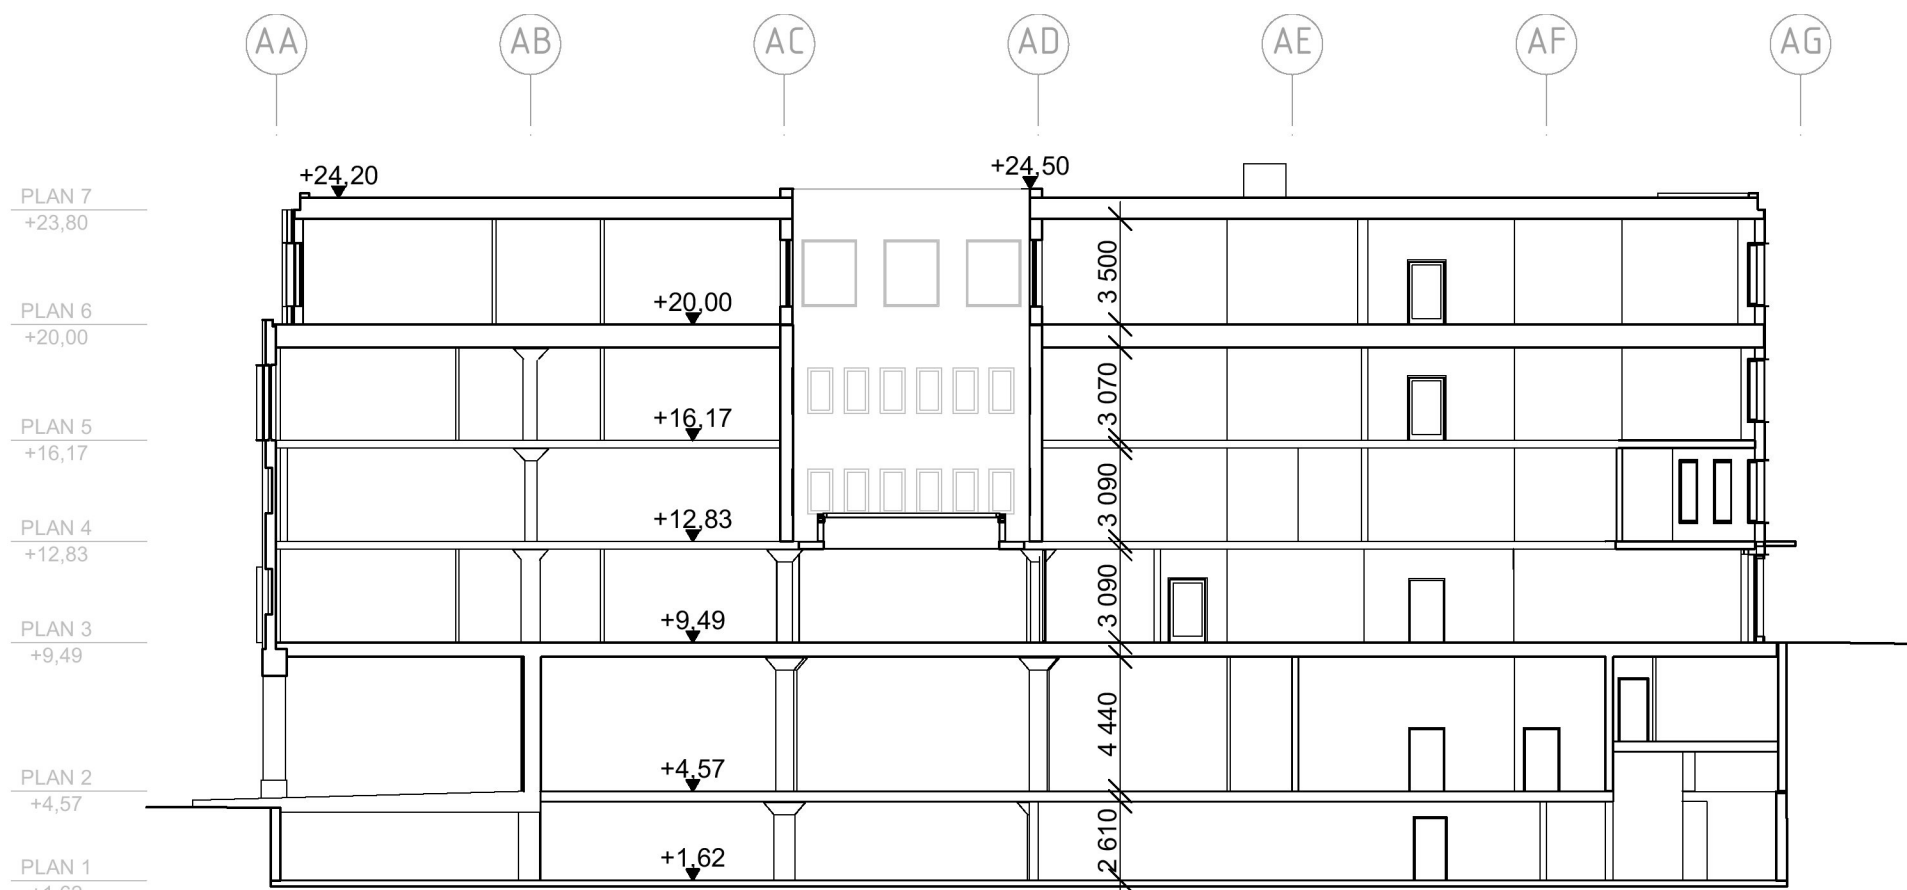 AA AB AC AD AE AF AG
+24,20
+24,50
PLAN 7
+23,80
3 500
+20,00
PLAN 6
+20,00
3 070
+16,17
PLAN 5
+16,17
3 090
+12,83
PLAN 4
+12,83
3 090
+9,49
PLAN 3
+9,49
4 440
+4,57
PLAN 2
+4,57
2 610
+1,62
PLAN 1